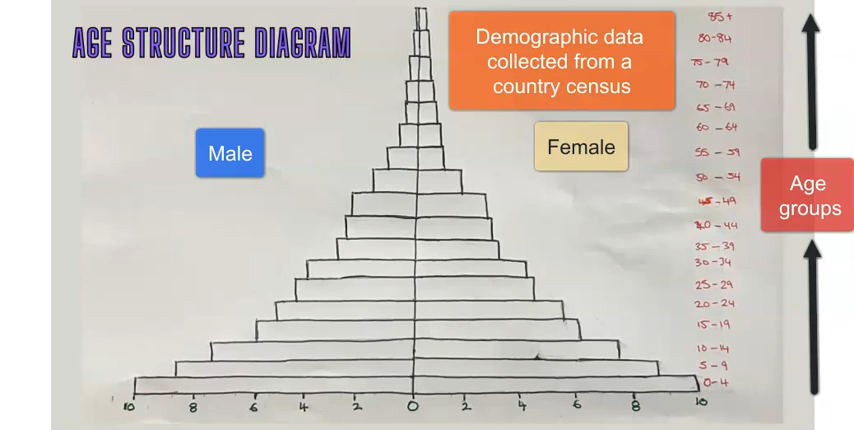 AGE STRUCTURE DIAGRAM
Demographic data
collected from a
country census
Male
Female
Age
groups
85+
80-84
75-79
70-74
65-69
60-64
55-59
50-54
45-49
40-44
35-39
30-34
25-29
20-24
15-19
10-14
5-9
0-4
10 8 6 4 2 0 2 4 6 8 10